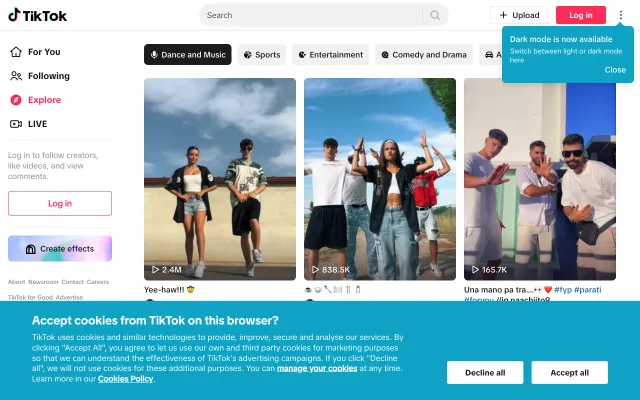 TikTok
Search
Upload
Log in
Dark mode is now available
Switch between light or dark mode
here
Close
For You
Following
Explore
LIVE
Log in to follow creators,
like videos, and view
comments.
Log in
Create effects
About Newsroom Contact Careers
TikTok for Good Advertise
Dance and Music
Sports
Entertainment
Comedy and Drama
A
2.4M
838.5K
165.7K
Yee-haw!!! 🤠
Una mano pa tra....👀 ❤️ #fyp #parati
Accept cookies from TikTok on this browser?
TikTok uses cookies and similar technologies to provide, improve, secure and analyse our services. By
clicking "Accept All", you agree to let us use our own and third party cookies for marketing purposes
so that we can understand the effectiveness of TikTok's advertising campaigns. If you click "Decline
all", we will not use cookies for these additional purposes. You can manage your cookies at any time.
Learn more in our Cookies Policy.
Decline all
Accept all